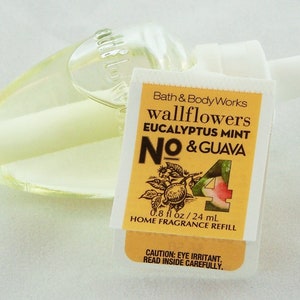 Bath & Body Works
wallflowers
EUCALYPTUS MINT
No & GUAVA
4
0.8 fl oz / 24 mL
HOME FRAGRANCE REFILL
CAUTION: EYE IRRITANT.
READ INSIDE CAREFULLY.